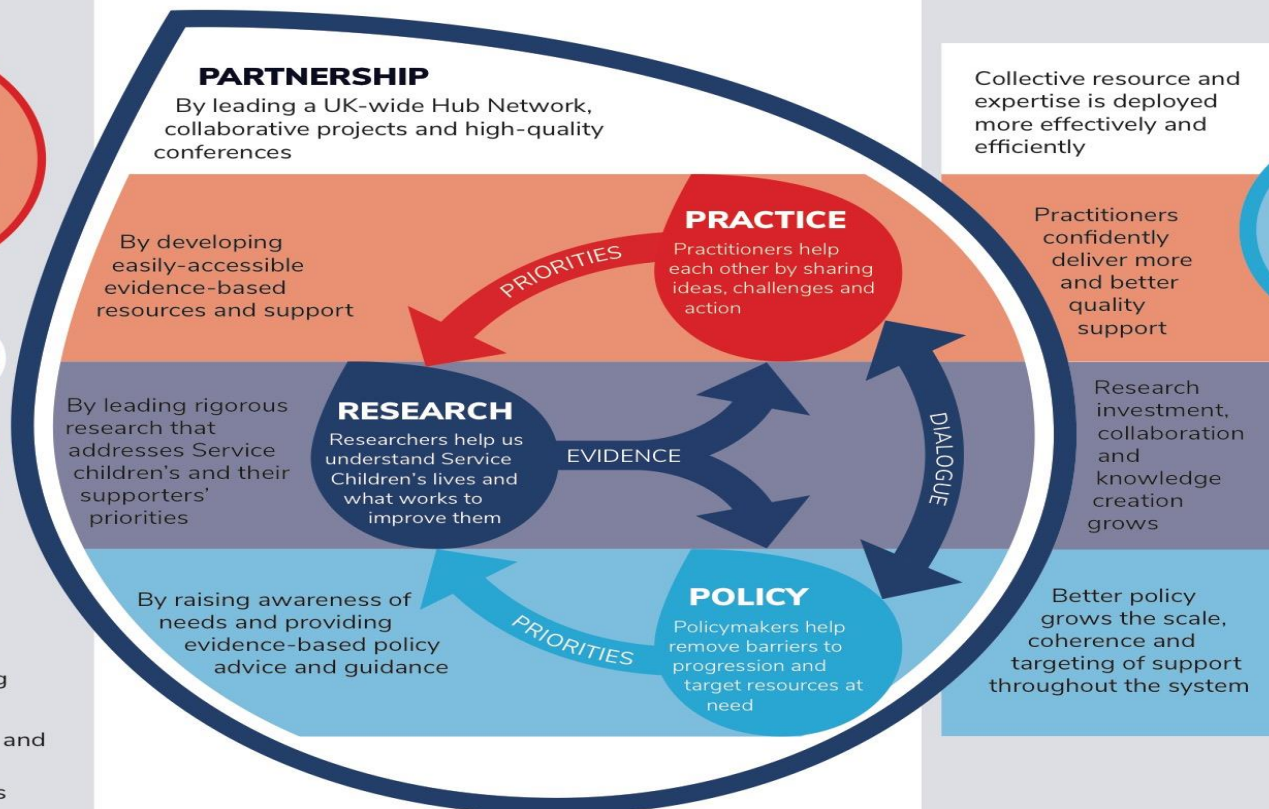 PARTNERSHIP
By leading a UK-wide Hub Network,
collaborative projects and high-quality
conferences
Collective resource and
expertise is deployed
more effectively and
efficiently
By developing
easily-accessible
evidence-based
resources and support
PRIORITIES
PRACTICE
Practitioners help
each other by sharing
ideas, challenges and
action
Practitioners
confidently
deliver more
and better
quality
support
By leading rigorous
research that
addresses Service
children's and their
supporters'
priorities
RESEARCH
Researchers help us
understand Service
Children's lives and
what works to
improve them
EVIDENCE
DIALOGUE
Research
investment,
collaboration
and
knowledge
creation
grows
By raising awareness of
needs and providing
evidence-based policy
advice and guidance
PRIORITIES
POLICY
Policymakers help
remove barriers to
progression and
target resources at
need
Better policy
grows the scale,
coherence and
targeting of support
throughout the system
and